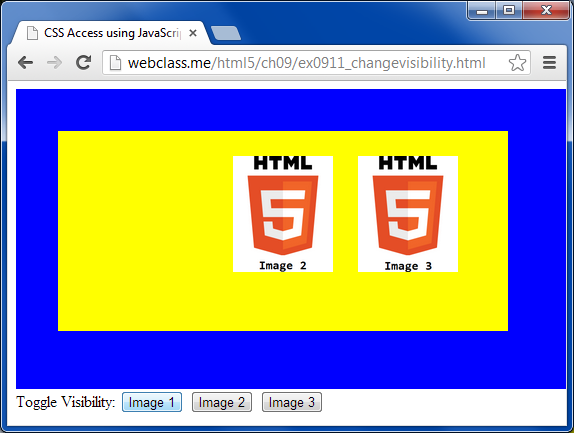 CSS Access using JavaScrip
webclass.me/html5/ch09/ex0911_changevisibility.html
HTML HTML
5 5
Image 2 Image 3
Toggle Visibility: Image 1 Image 2 Image 3